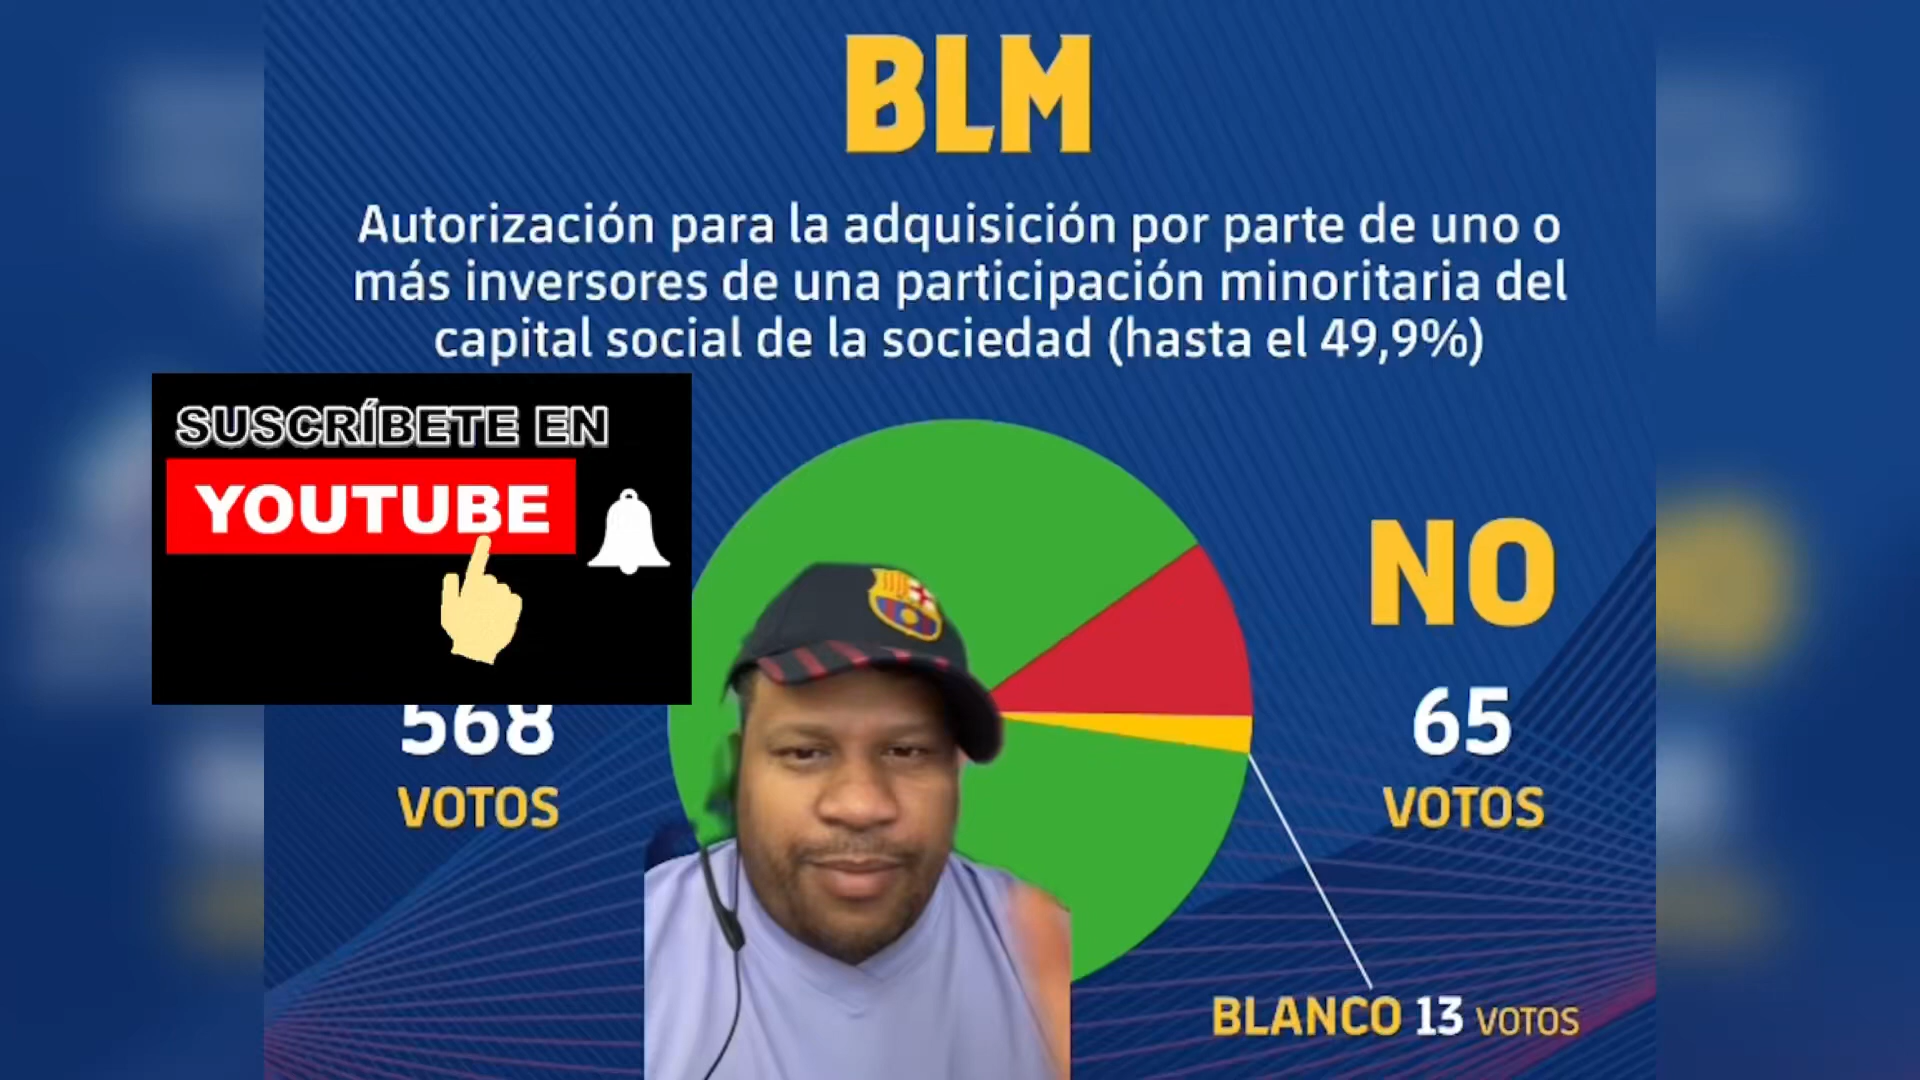 BLM
Autorización para la adquisición por parte de uno o
más inversores de una participación minoritaria del
capital social de la sociedad (hasta el 49,9%)
SUSCRÍBETE EN
YOUTUBE
NO
568
VOTOS
65
VOTOS
BLANCO 13 VOTOS